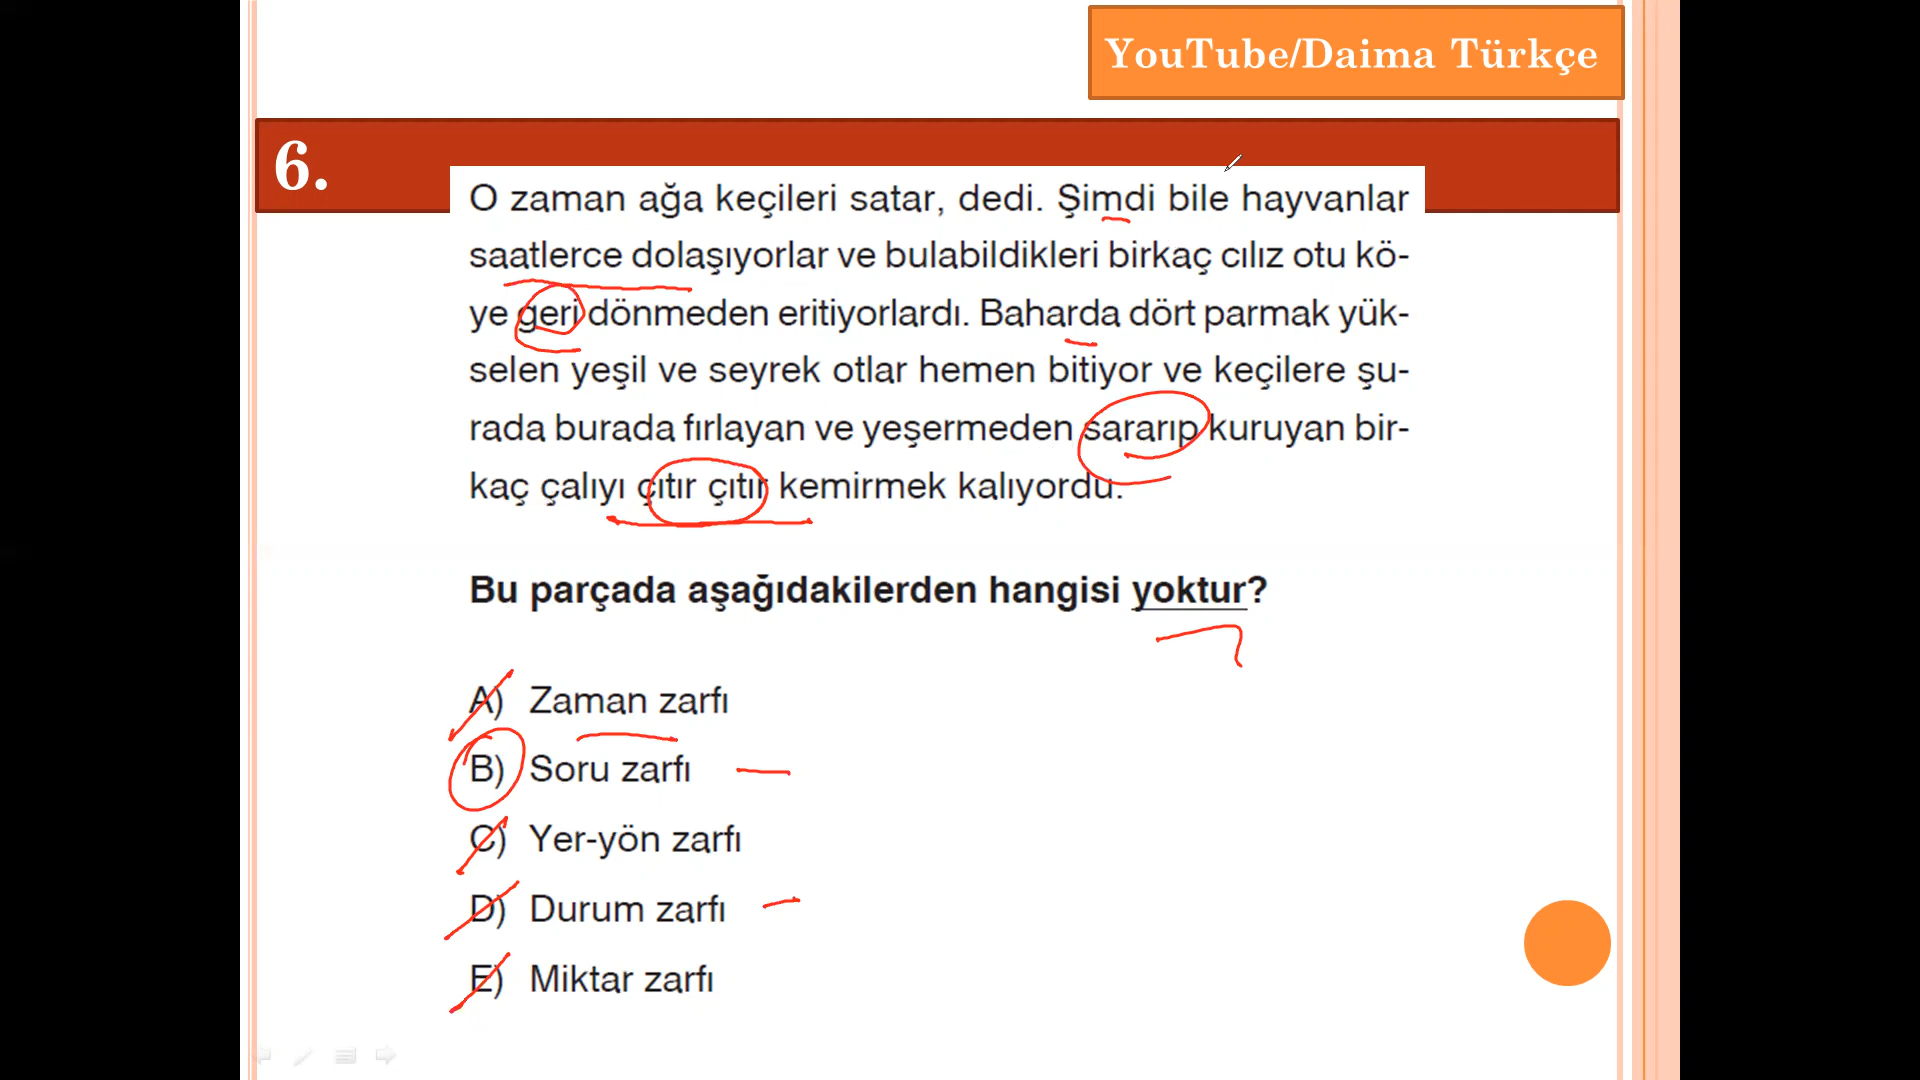 YouTube/Daima Türkçe
6.
O zaman ağa keçileri satar, dedi. Şimdi bile hayvanlar
saatlerce dolaşıyorlar ve bulabildikleri birkaç cılız otu kö-
ye geri dönmeden eritiyorlardı. Baharda dört parmak yük-
selen yeşil ve seyrek otlar hemen bitiyor ve keçilere şu-
rada burada fırlayan ve yeşermeden sararıp kuruyan bir-
kaç çalıyı çıtır çıtır kemirmek kalıyordu.
Bu parçada aşağıdakilerden hangisi yoktur?
A) Zaman zarfı
B) Soru zarfı
C) Yer-yön zarfı
D) Durum zarfı
E) Miktar zarfı